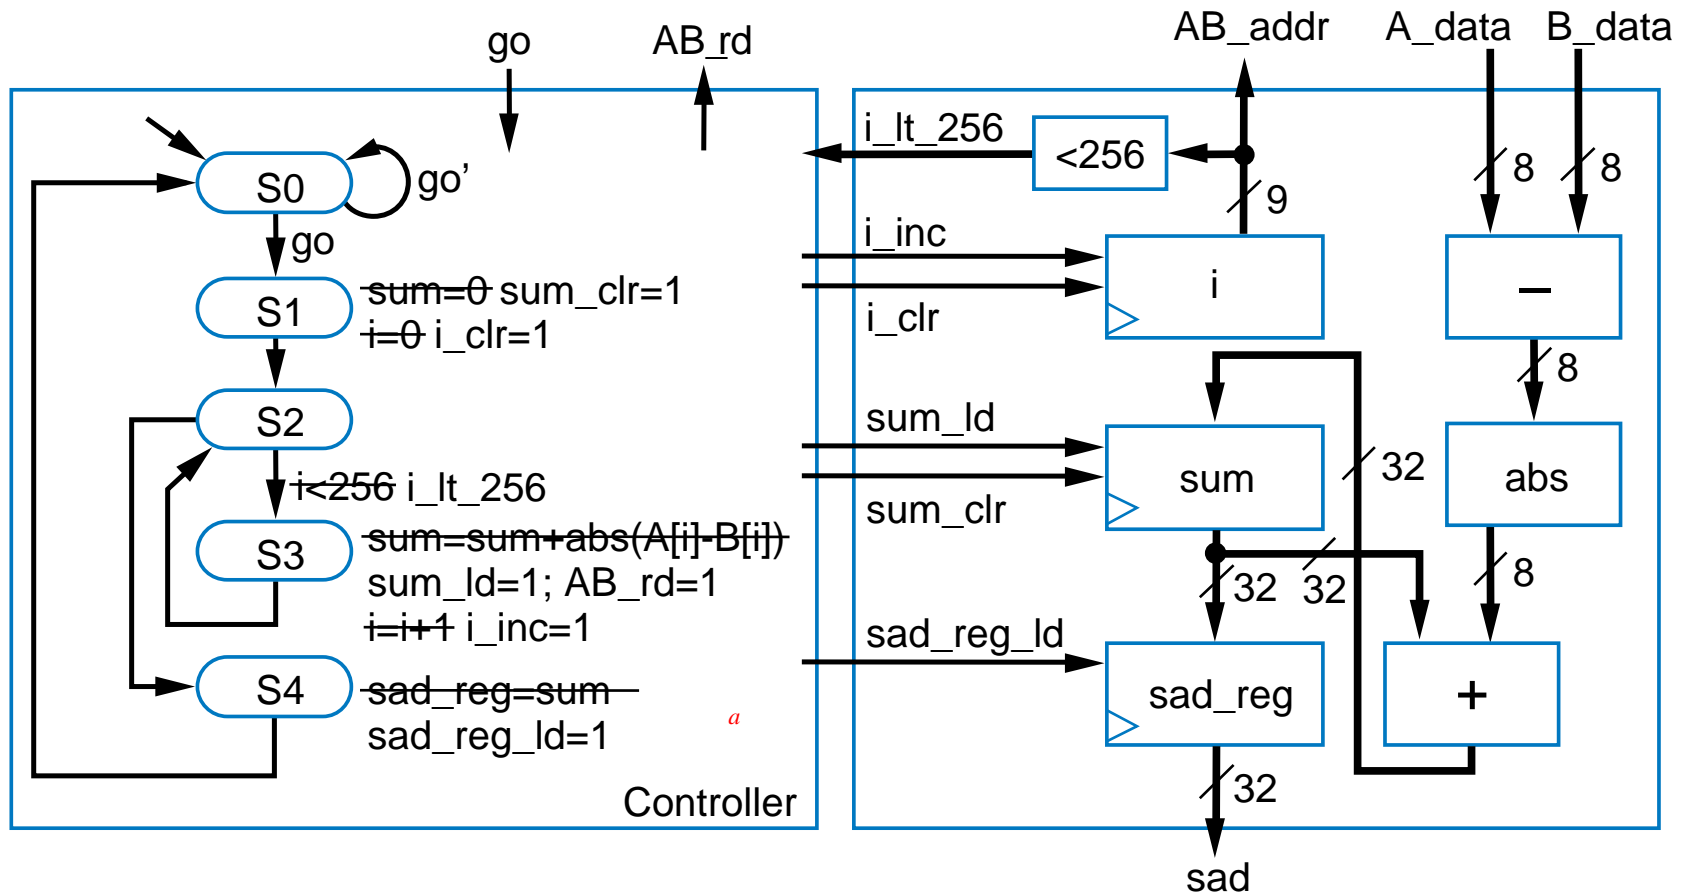 go
AB_rd
S0
go’
go
S1
sum=0 sum_clr=1
i=0 i_clr=1
S2
i<256 i_lt_256
S3
sum=sum+abs(A[i]-B[i])
sum_ld=1; AB_rd=1
i=i+1 i_inc=1
S4
sad_reg=sum
sad_reg_ld=1
a
Controller
AB_addr
A_data
B_data
i_lt_256
<256
8
8
9
i_inc
i
i_clr
–
8
sum_ld
sum
sum_clr
32
abs
32
32
8
sad_reg_ld
sad_reg
+
32
sad